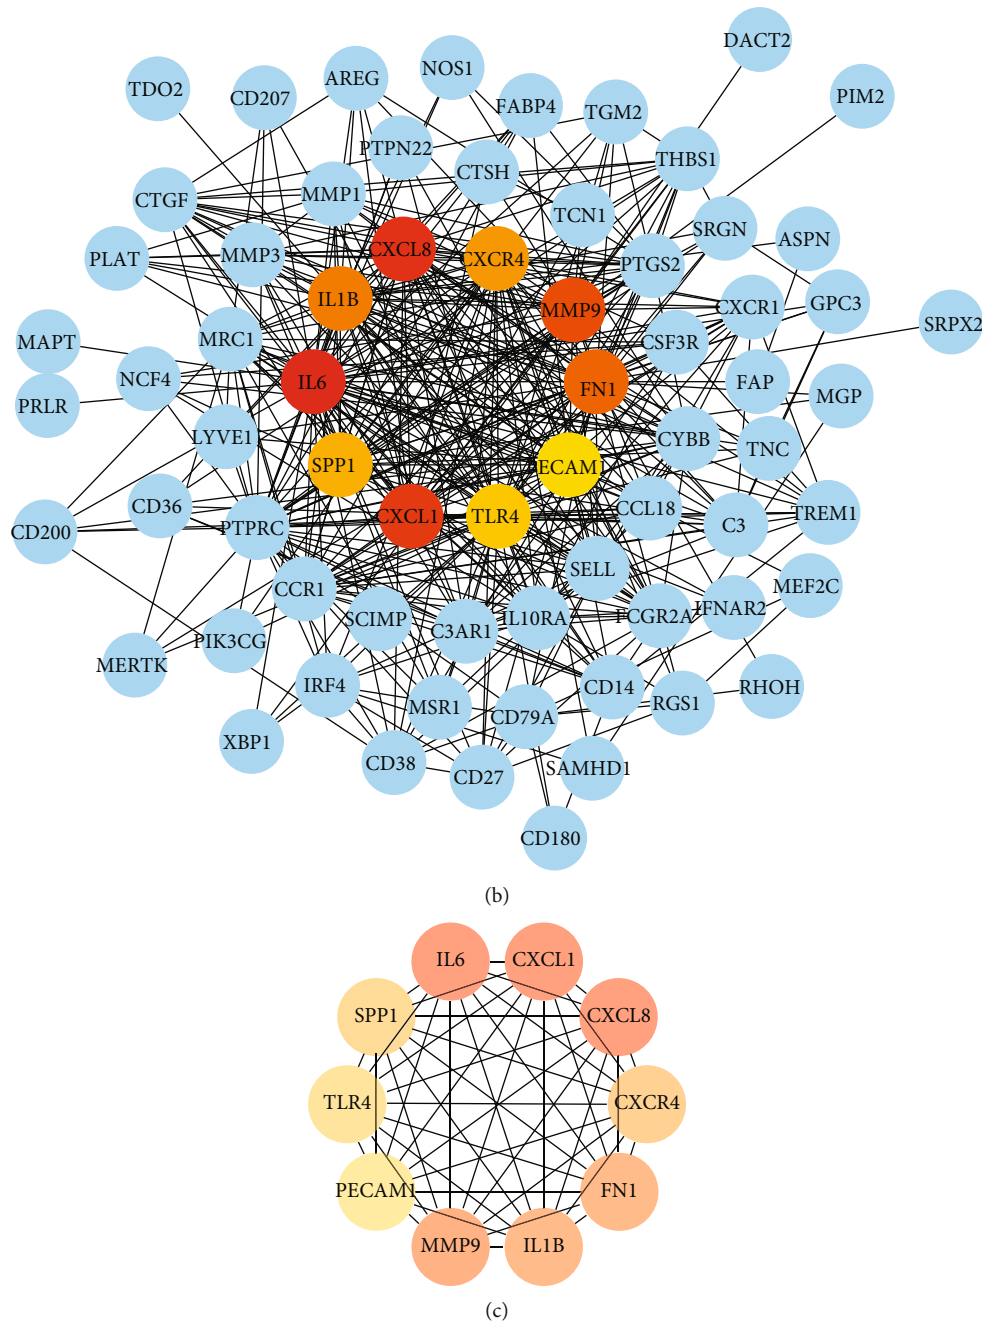 DACT2
NOS1
AREG
TDO2
CD207
FABP4
TGM2
PIM2
PTPN22
CTSH
THBS1
CTGF
MMP1
TCN1
SRGN
ASPN
PLAT
MMP3
CXCL8
CXCR4
PTGS2
IL1B
MMP9
CXCR1
GPC3
SRPX2
MAPT
MRC1
CSF3R
NCF4
IL6
FN1
FAP
MGP
PRLR
LYVE1
CYBB
TNC
SPP1
ECAM
CD36
CCL18
CD200
PTPRC
CXCL1
TLR4
C3
TREM1
CCR1
SELL
MEF2C
SCIMP
C3AR1
IL10RA
FCGR2A
IFNAR2
PIK3CG
MERTK
IRF4
CD14
RHOH
MSR1
CD79A
RGS1
XBP1
CD38
CD27
SAMHD1
CD180
(b)
IL6
CXCL1
SPP1
CXCL8
TLR4
CXCR4
PECAM1
FN1
MMP9
IL1B
(c)